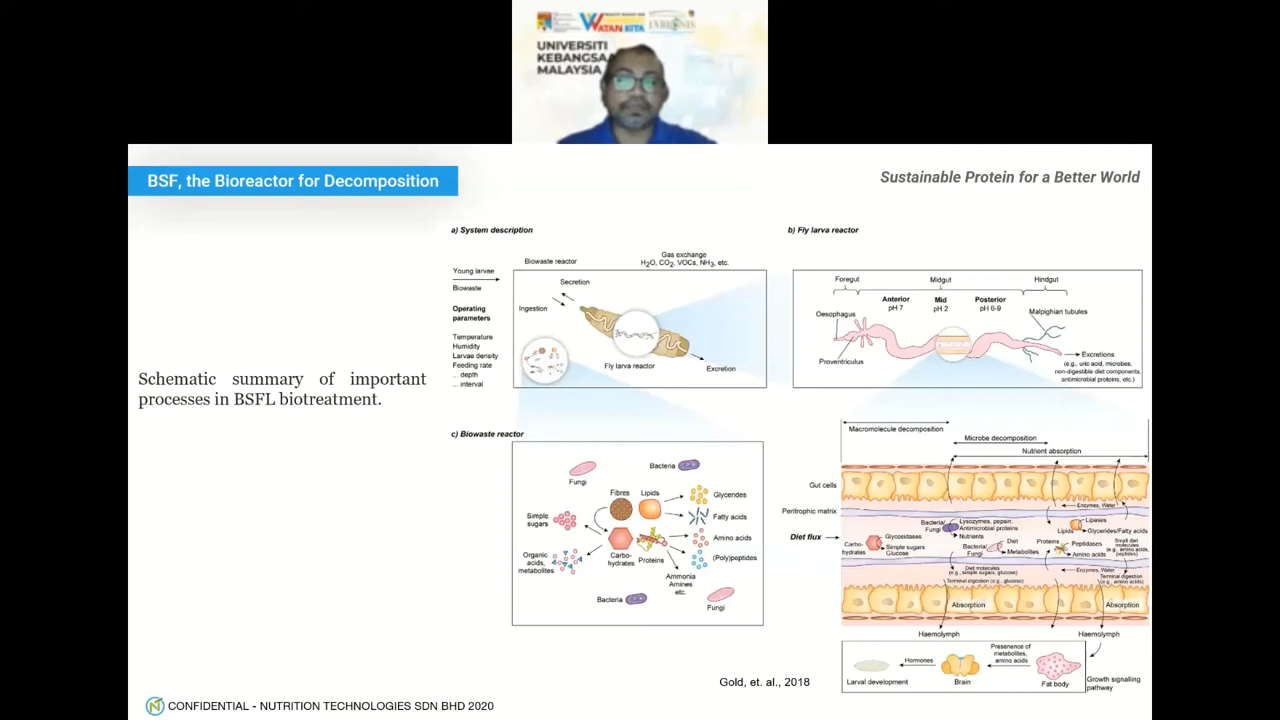 WATAN KITA
UNIVERSITI
KEBANGSAA
MALAYSIA
BSF, the Bioreactor for Decomposition
Sustainable Protein for a Better World
Schematic summary of important
processes in BSFL biotreatment.
a) System description
Biowaste reactor
Gas exchange
H2O, CO2, VOCs, NH3, etc.
Young larvae
Biowaste
Operating
parameters
Temperature
Humidity
Larvae density
Feeding rate
... depth
... interval
Secretion
Ingestion
Fly larva reactor
Excretion
b) Fly larva reactor
Foregut
Midgut
Hindgut
Anterior
pH 7
Mid
pH 2
Posterior
pH 6-9
Oesophagus
Malpighian tubules
Proventriculus
Excretions
(e.g., uric acid, microbes,
non-digestible diet components,
antimicrobial proteins, etc.)
c) Biowaste reactor
Fungi
Bacteria
Fibres
Lipids
Glycerides
Fatty acids
Simple
sugars
Amino acids
Organic
acids,
metabolites
Carbo-
hydrates
Proteins
(Poly)peptides
Ammonia
Amines
etc.
Bacteria
Fungi
Macromolecule decomposition
Microbe decomposition
Nutrient absorption
Gut cells
Peritrophic matrix
Enzymes, Water
Diet flux
Carbo-
hydrates
Glycosidases
Simple sugars
Glucose
Bacteria/
Fungi
Lysozymes, pepsin,
Antimicrobial proteins
Nutrients
Bacteria/
Fungi
Diet
Metabolites
Lipids
Lipases
Glycerides/Fatty acids
Proteins
Peptidases
Amino acids
Small diet
molecules
(e.g., amino acids,
peptides)
Diet molecules
(e.g., simple sugars, glucose)
Terminal digestion (e.g., glucose)
Enzymes, Water
Terminal digestion
(e.g., amino acids)
Absorption
Absorption
Haemolymph
Haemolymph
Presenence of
metabolites,
amino acids
Hormones
Larval development
Brain
Fat body
Growth signalling
pathway
Gold, et. al., 2018
CONFIDENTIAL - NUTRITION TECHNOLOGIES SDN BHD 2020